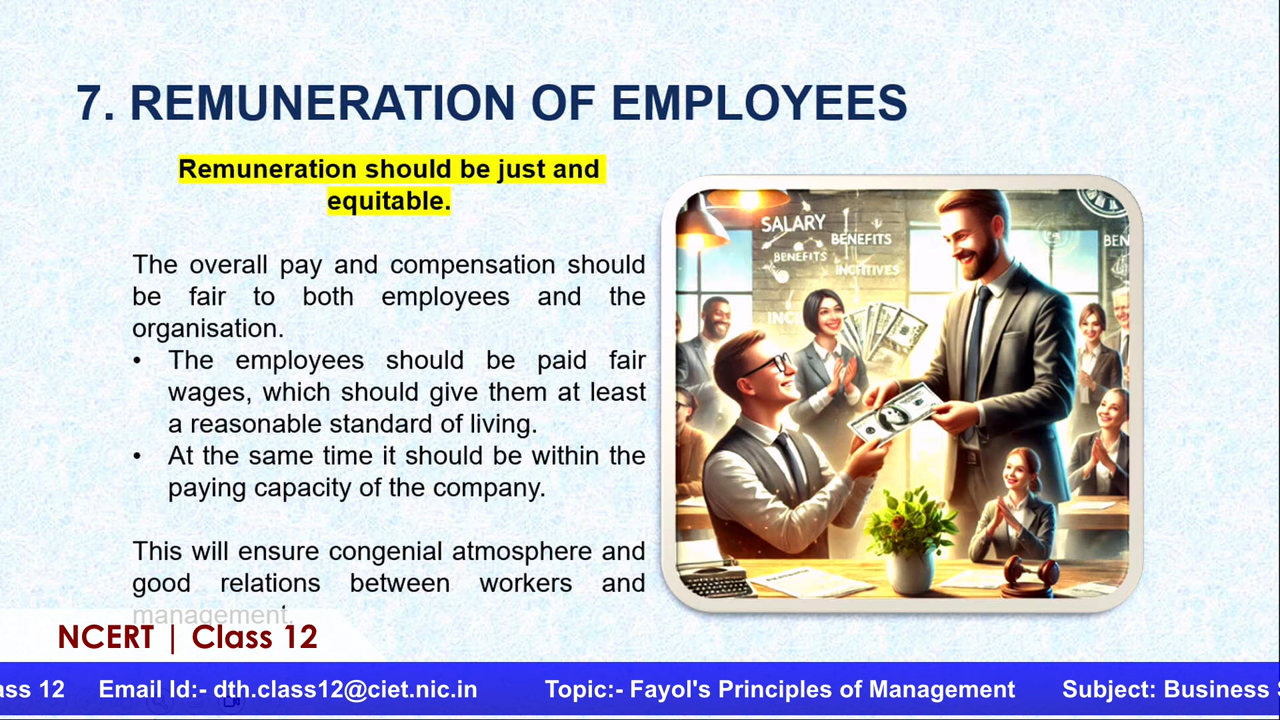 7. REMUNERATION OF EMPLOYEES
Remuneration should be just and
equitable.
The overall pay and compensation should
be fair to both employees and the
organisation.
• The employees should be paid fair
wages, which should give them at least
a reasonable standard of living.
• At the same time it should be within the
paying capacity of the company.
This will ensure congenial atmosphere and
good relations between workers and
management.
SALARY
BENEFITS
BENEFITS
INCITIVES
INCI
BEN
NCERT | Class 12
ass 12 Email Id:- dth.class12@ciet.nic.in Topic:- Fayol's Principles of Management Subject: Business S